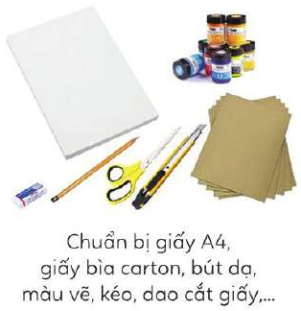 Chuẩn bị giấy A4,
giấy bìa carton, bút dạ,
màu vẽ, kéo, dao cắt giấy,...